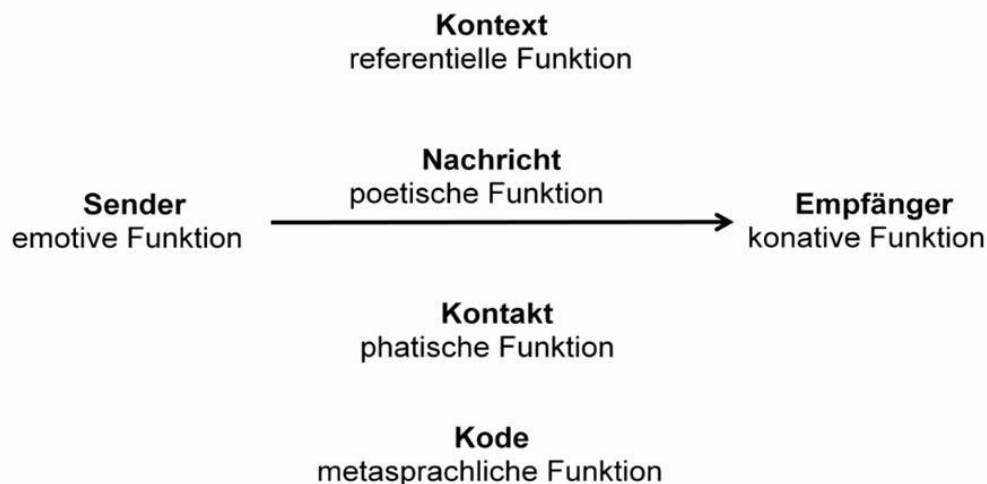 Kontext
referentielle Funktion
Nachricht
poetische Funktion
Sender
emotive Funktion
Empfänger
konative Funktion
Kontakt
phatische Funktion
Kode
metasprachliche Funktion